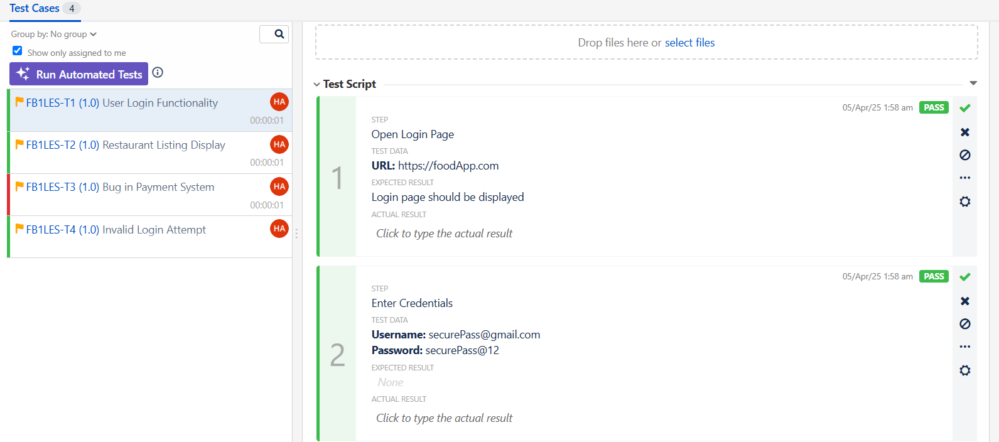 Test Cases 4
Group by: No group
Show only assigned to me
Run Automated Tests
FB1LES-T1 (1.0) User Login Functionality
HA
00:00:01
FB1LES-T2 (1.0) Restaurant Listing Display
HA
00:00:01
FB1LES-T3 (1.0) Bug in Payment System
HA
00:00:01
FB1LES-T4 (1.0) Invalid Login Attempt
HA
Drop files here or select files
Test Script
1
05/Apr/25 1:58 am PASS
STEP
Open Login Page
TEST DATA
URL: https://foodApp.com
EXPECTED RESULT
Login page should be displayed
ACTUAL RESULT
Click to type the actual result
2
05/Apr/25 1:58 am PASS
STEP
Enter Credentials
TEST DATA
Username: securePass@gmail.com
Password: securePass@12
EXPECTED RESULT
None
ACTUAL RESULT
Click to type the actual result